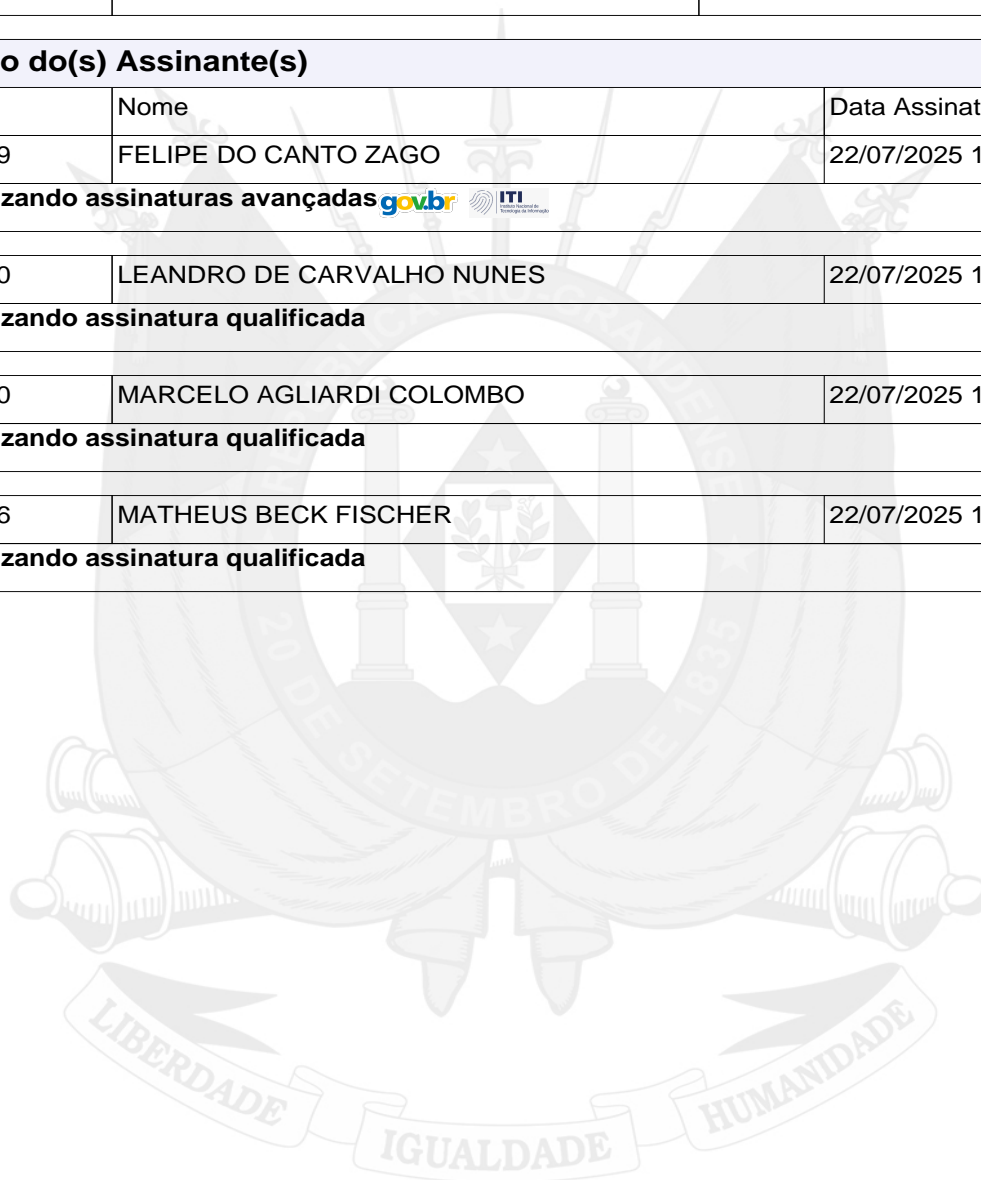 o do(s) Assinante(s)
Nome Data Assinat
9 FELIPE DO CANTO ZAGO 22/07/2025 1
zando assinaturas avançadas gov.br ITI
0 LEANDRO DE CARVALHO NUNES 22/07/2025 1
zando assinatura qualificada
0 MARCELO AGLIARDI COLOMBO 22/07/2025 1
zando assinatura qualificada
6 MATHEUS BECK FISCHER 22/07/2025 1
zando assinatura qualificada
REPÚBLICA RIO-GRANDENSE
20 DE SETEMBRO DE 1835
LIBERDADE IGUALDADE HUMANIDADE